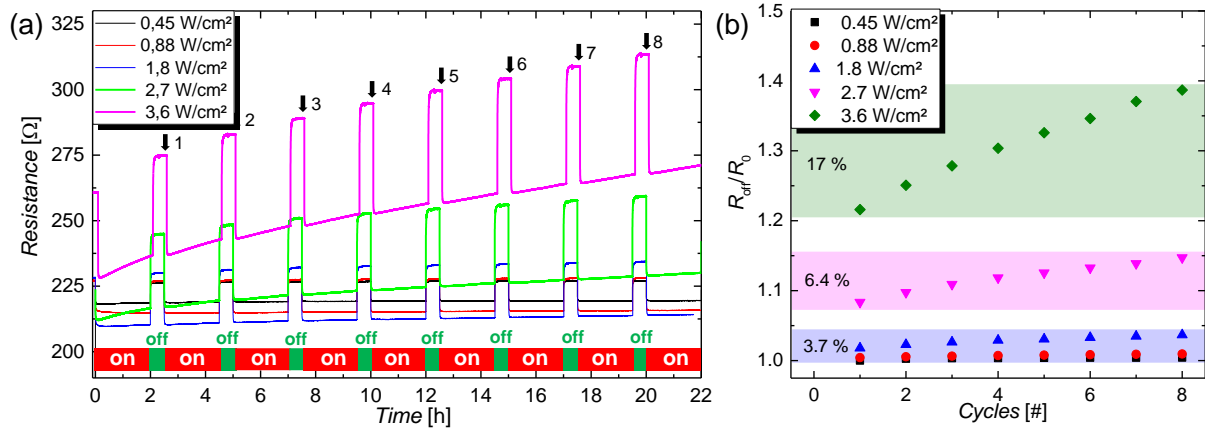 (a)
0,45 W/cm²
0,88 W/cm²
1,8 W/cm²
2,7 W/cm²
3,6 W/cm²
1
2
3
4
5
6
7
8
Resistance [Ω]
325
300
275
250
225
200
off off off off off off off off
on on on on on on on on on
0 2 4 6 8 10 12 14 16 18 20 22
Time [h]
(b)
0.45 W/cm²
0.88 W/cm²
1.8 W/cm²
2.7 W/cm²
3.6 W/cm²
Roff/R0
1.5
1.4
1.3
1.2
1.1
1.0
17 %
6.4 %
3.7 %
0 2 4 6 8
Cycles [#]